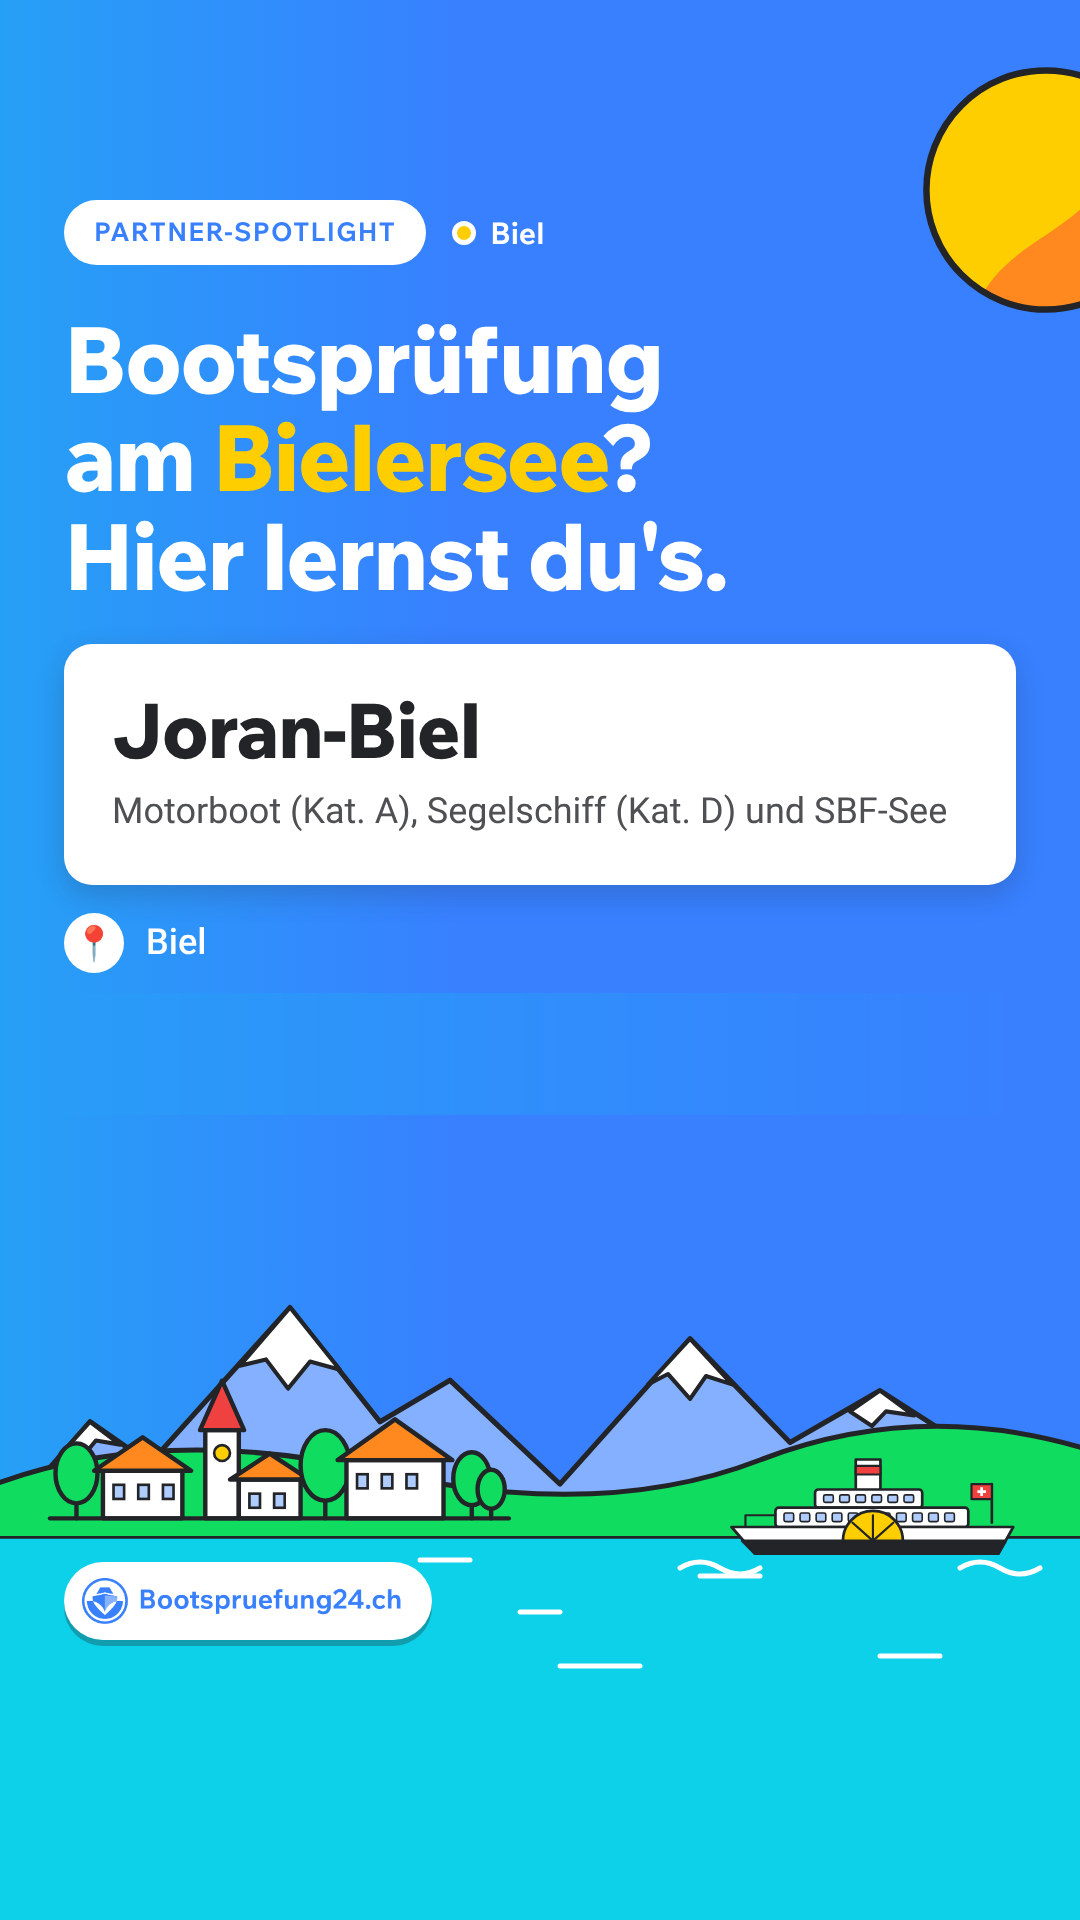 PARTNER-SPOTLIGHT
Biel
Bootsprüfung
am Bielersee?
Hier lernst du's.
Joran-Biel
Motorboot (Kat. A), Segelschiff (Kat. D) und SBF-See
Biel
Bootspruefung24.ch